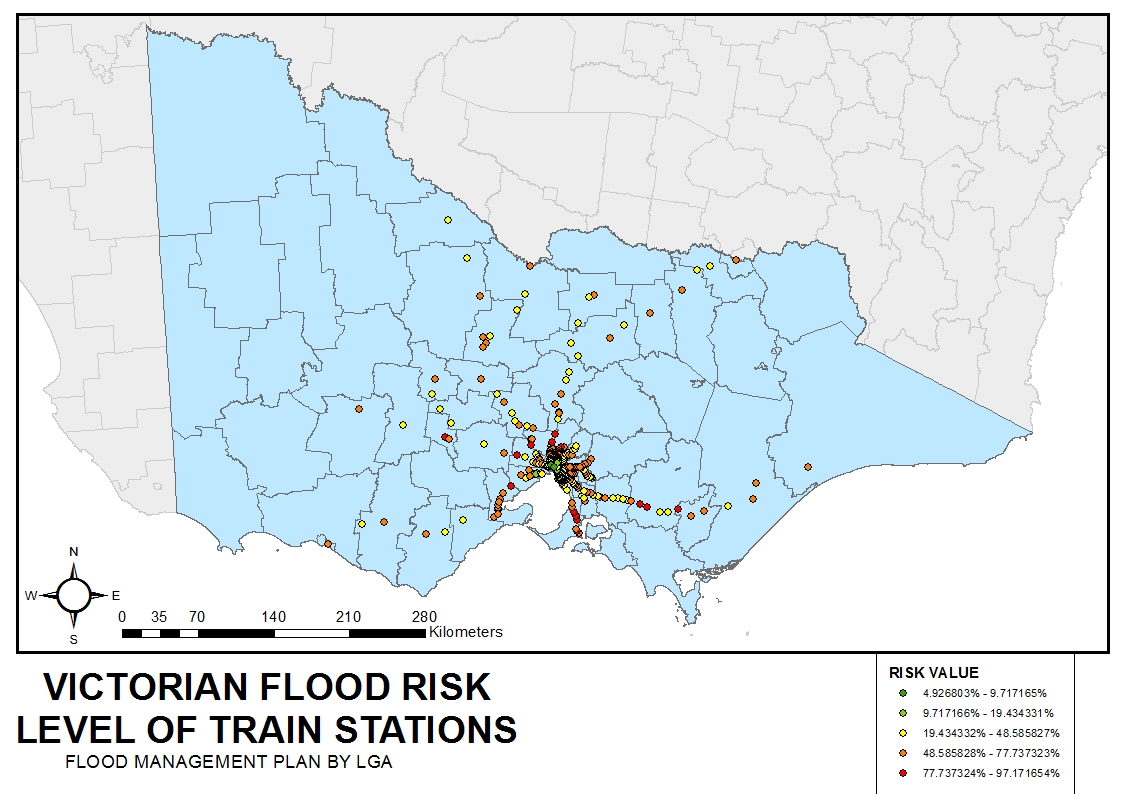 N
W E
S
0 35 70 140 210 280
Kilometers
VICTORIAN FLOOD RISK
LEVEL OF TRAIN STATIONS
FLOOD MANAGEMENT PLAN BY LGA
RISK VALUE
4.926803% - 9.717165%
9.717166% - 19.434331%
19.434332% - 48.585827%
48.585828% - 77.737323%
77.737324% - 97.171654%